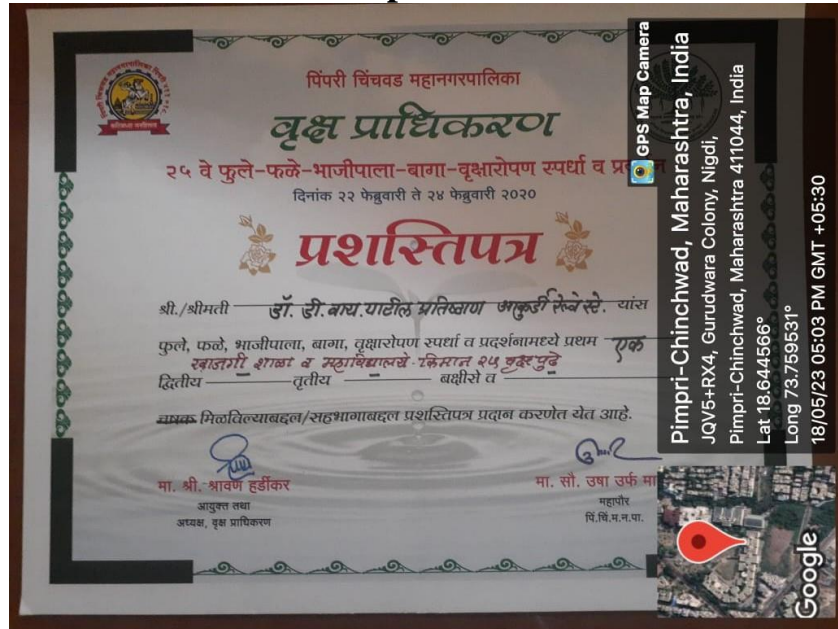 पिंपरी चिंचवड महानगरपालिका
वृक्ष प्राधिकरण
२५ वे फुले-फळे-भाजीपाला-बागा-वृक्षारोपण स्पर्धा व
दिनांक २२ फेब्रुवारी ते २४ फेब्रुवारी २०२०
प्रशस्तिपत्र
श्री./श्रीमती डॉ. डी. वाय. पाटील प्रतिष्ठाण आकुर्डी रेल्वे स्टे. यांस
फुले, फळे, भाजीपाला, बागा, वृक्षारोपण स्पर्धा व प्रदर्शनामध्ये प्रथम एक
खाजगी शाळा व महाविद्यालये - किमान २५ वृक्ष पुढे
द्वितीय - तृतीय - बक्षीसे व -
चषक मिळविल्याबद्दल/सहभागाबद्दल प्रशस्तिपत्र प्रदान करणेत येत आहे.
मा. श्री. श्रावण हर्डीकर
आयुक्त तथा
अध्यक्ष, वृक्ष प्राधिकरण
मा. सौ. उषा उर्फ
महापौर
पिं.चिं.म.न.पा.
GPS Map Camera
Pimpri-Chinchwad, Maharashtra, India
JQV5+RX4, Gurudwara Colony, Nigdi,
Pimpri-Chinchwad, Maharashtra 411044, India
Lat 18.644566°
Long 73.759531°
18/05/23 05:03 PM GMT +05:30
Google